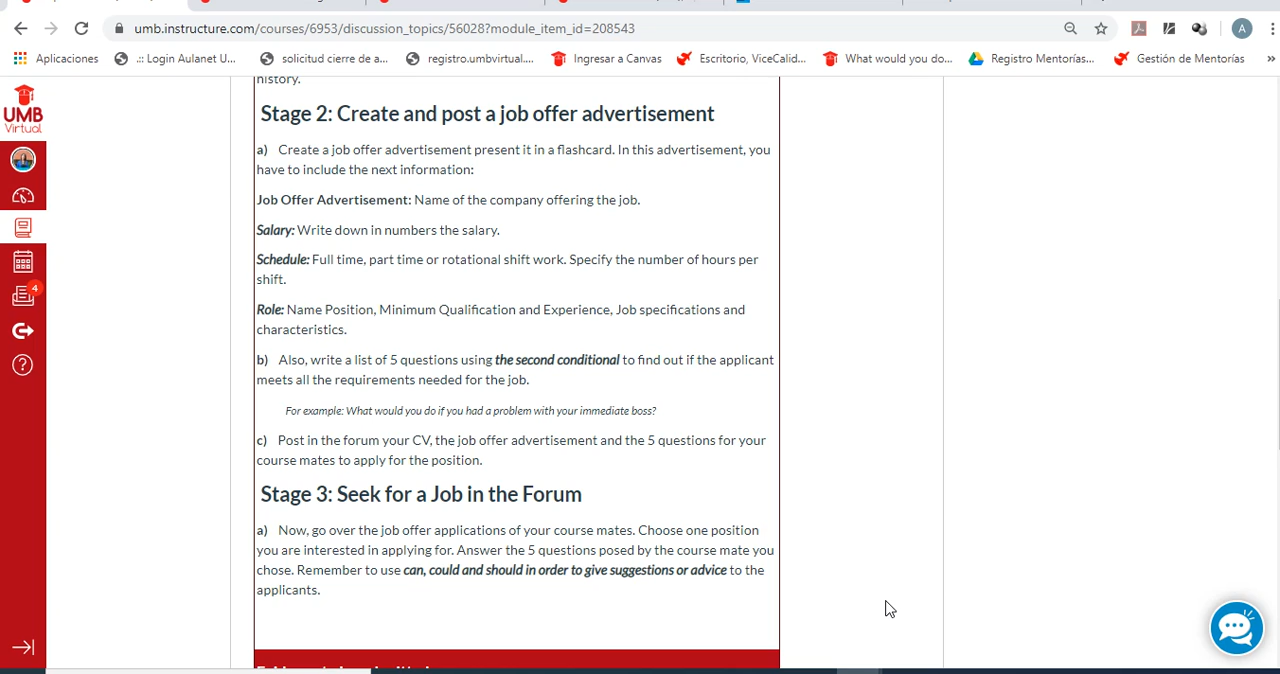 umb.instructure.com/courses/6953/discussion_topics/56028?module_item_id=208543
A
Aplicaciones .:: Login Aulanet U... solicitud cierre de a... registro.umbvirtual.... Ingresar a Canvas Escritorio, ViceCalid... What would you do... Registro Mentorías... Gestión de Mentorías »
history.
UMB
Virtual
4
Stage 2: Create and post a job offer advertisement
a) Create a job offer advertisement present it in a flashcard. In this advertisement, you
have to include the next information:
Job Offer Advertisement: Name of the company offering the job.
Salary: Write down in numbers the salary.
Schedule: Full time, part time or rotational shift work. Specify the number of hours per
shift.
Role: Name Position, Minimum Qualification and Experience, Job specifications and
characteristics.
b) Also, write a list of 5 questions using the second conditional to find out if the applicant
meets all the requirements needed for the job.
For example: What would you do if you had a problem with your immediate boss?
c) Post in the forum your CV, the job offer advertisement and the 5 questions for your
course mates to apply for the position.
Stage 3: Seek for a Job in the Forum
a) Now, go over the job offer applications of your course mates. Choose one position
you are interested in applying for. Answer the 5 questions posed by the course mate you
chose. Remember to use can, could and should in order to give suggestions or advice to the
applicants.